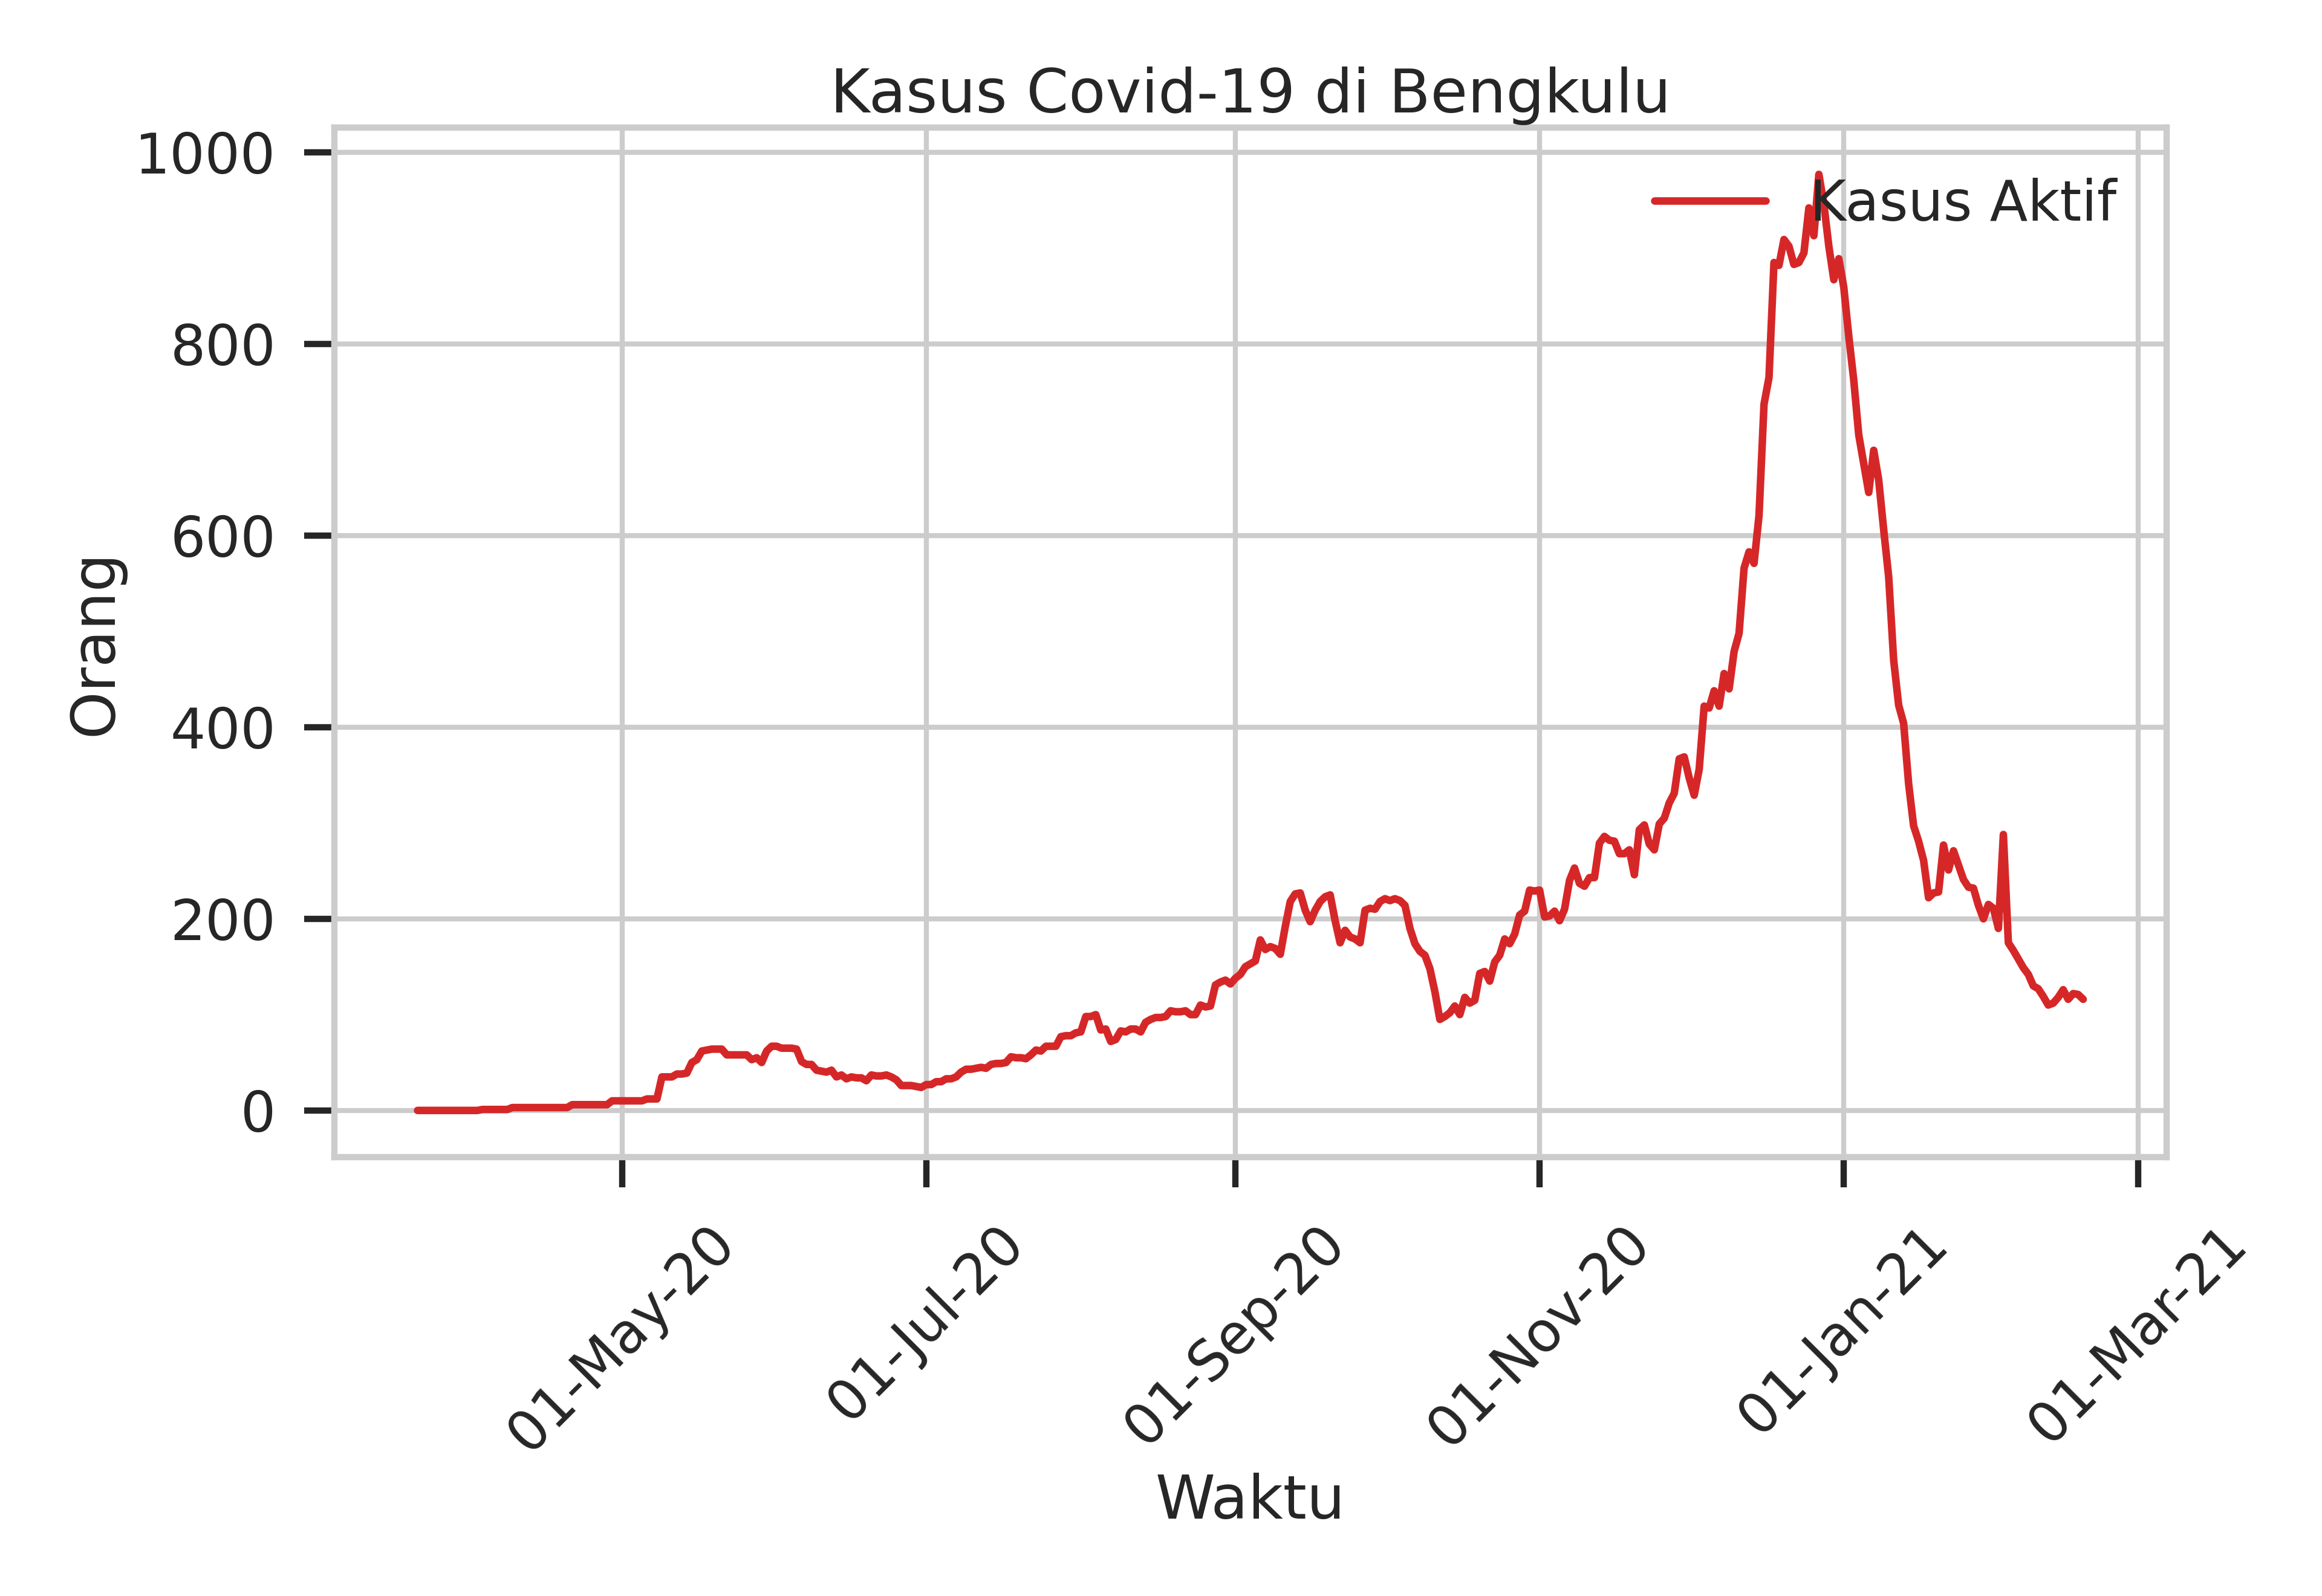 Kasus Covid-19 di Bengkulu
Kasus Aktif
1000
800
600
400
200
0
Orang
01-May-20
01-Jul-20
01-Sep-20
01-Nov-20
01-Jan-21
01-Mar-21
Waktu